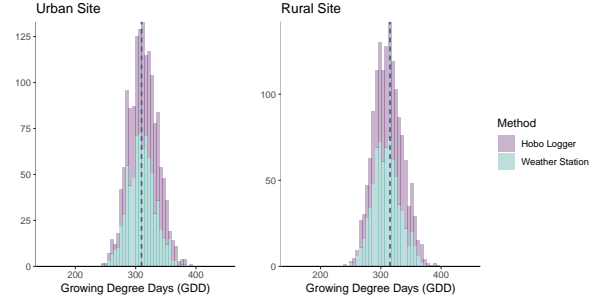 Urban Site
125
100
75
50
25
0
200
300
400
Growing Degree Days (GDD)
Rural Site
100
50
0
200
300
400
Growing Degree Days (GDD)
Method
Hobo Logger
Weather Station